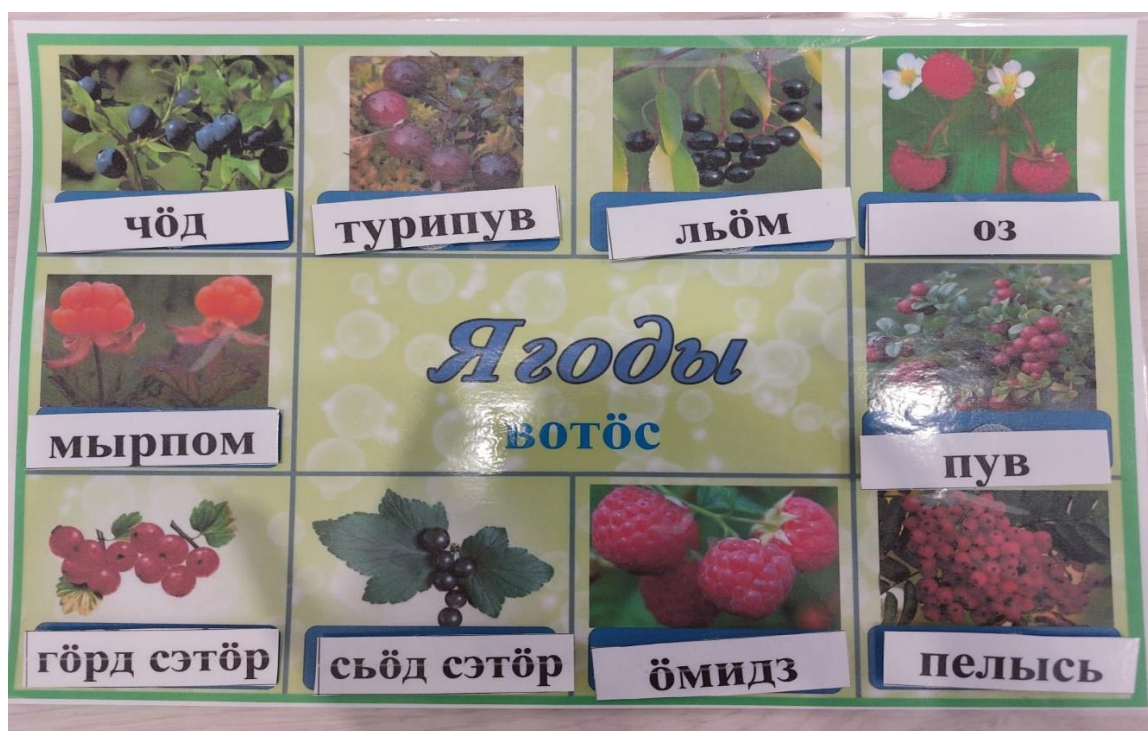 чӧд
турипув
льӧм
оз
мырпом
Ягоды
вотӧс
пув
гӧрд сэтӧр
сьӧд сэтӧр
ӧмидз
пелысь